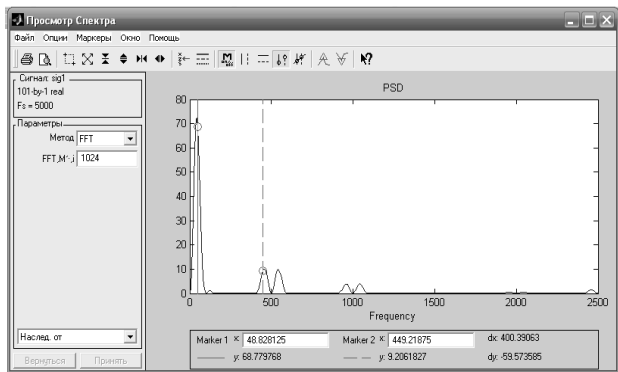 Просмотр Спектра
Файл Опции Маркеры Окно Помощь
Сигнал: sig1
101-by-1 real
Fs = 5000
Параметры
Метод FFT
1024
Наслед. от
Вернуться Принять
PSD
80
70
60
50
40
30
20
10
0
0 500 1000 1500 2000 2500
Frequency
Marker 1 x: 48.828125 Marker 2 x: 449.21875 dx: 400.39063
y: 68.779768 y: 9.2061827 dy: -59.573585